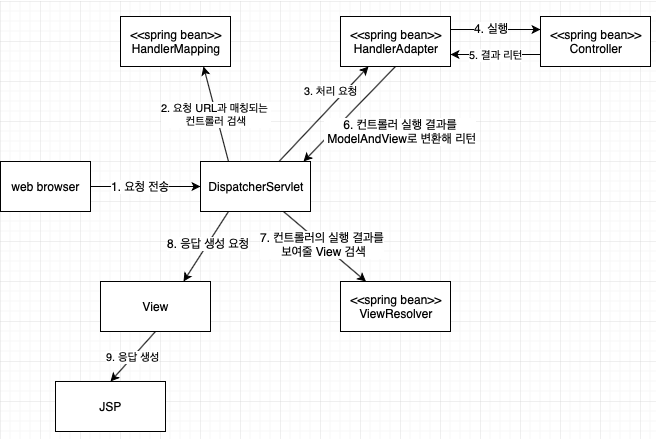 <<spring bean>>
HandlerMapping
<<spring bean>>
HandlerAdapter
4. 실행
5. 결과 리턴
<<spring bean>>
Controller
3. 처리 요청
2. 요청 URL과 매칭되는
컨트롤러 검색
6. 컨트롤러 실행 결과를
ModelAndView로 변환해 리턴
web browser
1. 요청 전송
DispatcherServlet
8. 응답 생성 요청
7. 컨트롤러의 실행 결과를
보여줄 View 검색
View
<<spring bean>>
ViewResolver
9. 응답 생성
JSP